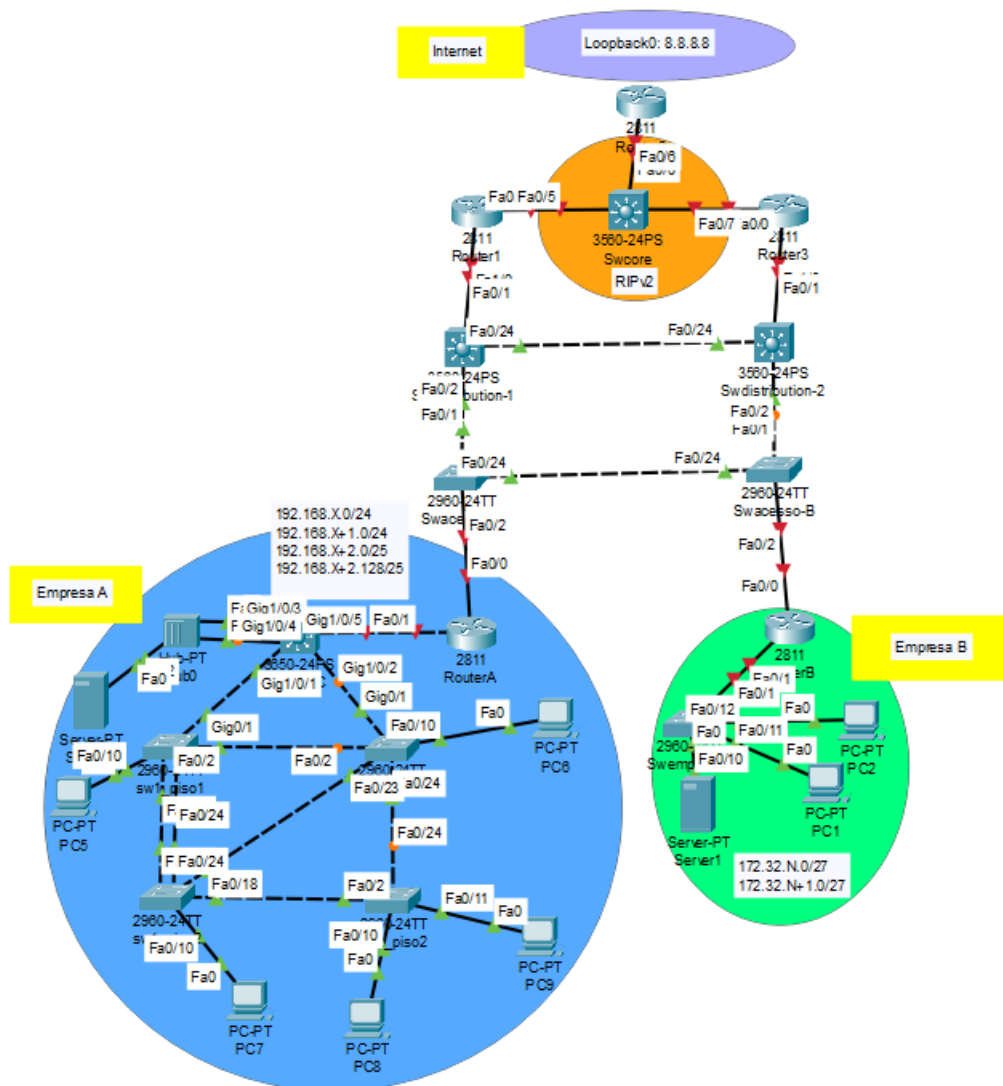 Internet
Loopback0: 8.8.8.8
2811
Fa0/6
Fa0/5
3560-24PS
Swcore
RIPv2
Fa0/7
2811
Router1
2811
Router3
Fa0/1
Fa0/1
Fa0/24
Fa0/24
Fa0/2
Fa0/1
3560-24PS
Swdistribution-2
Fa0/2
Fa0/1
Fa0/24
Fa0/24
2960-24TT
2960-24TT
Swacesso-B
Fa0/2
Fa0/0
Fa0/2
Fa0/0
192.168.X.0/24
192.168.X+1.0/24
192.168.X+2.0/25
192.168.X+2.128/25
Empresa A
Gig1/0/3
Gig1/0/4
Gig1/0/5
Fa0/1
2811
RouterA
Gig1/0/1
Gig1/0/2
Fa0
Gig0/1
Gig0/1
Fa0/10
Fa0
PC-PT
PC6
Fa0/10
Fa0/2
Fa0/2
PC-PT
PC5
Fa0/23
Fa0/24
Fa0/24
Fa0/24
Fa0/18
Fa0/2
2960-24TT
Fa0/10
Fa0
PC-PT
PC7
Fa0/10
Fa0
PC-PT
PC8
Fa0/11
Fa0
PC-PT
PC9
Empresa B
2811
Fa0/1
Fa0/1
Fa0/12
Fa0
Fa0/11
Fa0
Fa0
Fa0/10
PC-PT
PC2
PC-PT
PC1
Server-PT
Server1
172.32.N.0/27
172.32.N+1.0/27